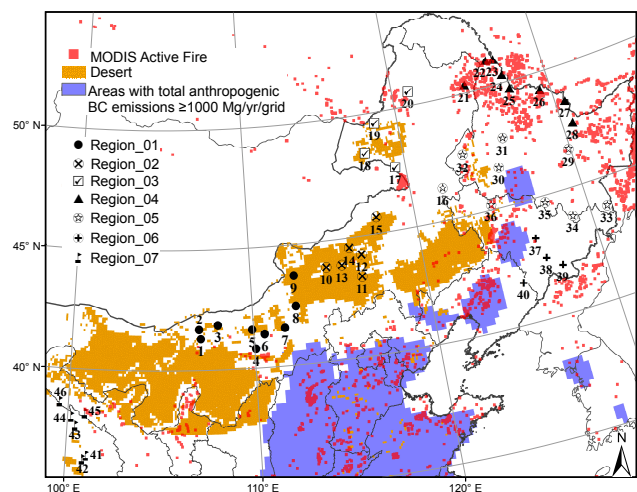 MODIS Active Fire
Desert
Areas with total anthropogenic
BC emissions ≥1000 Mg/yr/grid
Region_01
Region_02
Region_03
Region_04
Region_05
Region_06
Region_07
50° N
45° N
40° N
100° E
110° E
120° E
N
1
2
3
4
5
6
7
8
9
10
11
12
13
14
15
16
17
18
19
20
21
22
23
24
25
26
27
28
29
30
31
32
33
34
35
36
37
38
39
40
41
42
43
44
45
46